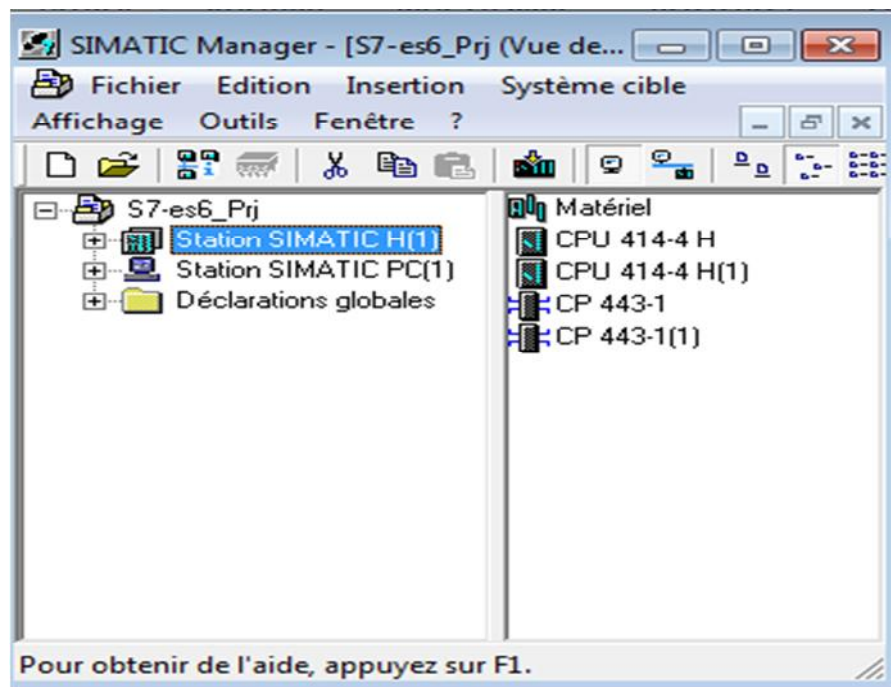 SIMATIC Manager - [S7-es6_Prj (Vue de...
Fichier Edition Insertion Système cible
Affichage Outils Fenêtre ?
S7-es6_Prj
Station SIMATIC H(1)
Station SIMATIC PC(1)
Déclarations globales
Matériel
CPU 414-4 H
CPU 414-4 H(1)
CP 443-1
CP 443-1(1)
Pour obtenir de l'aide, appuyez sur F1.